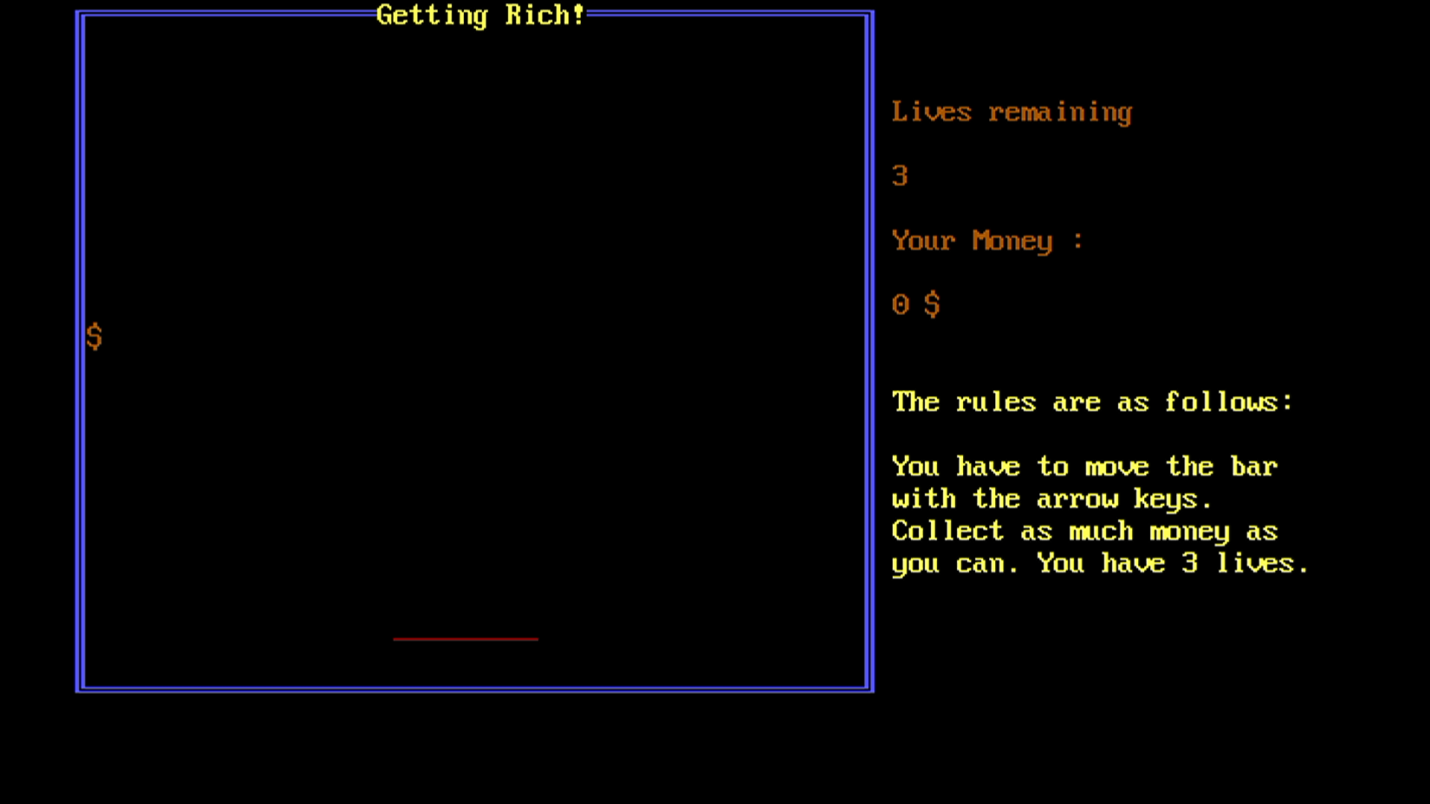 Getting Rich!
Lives remaining
3
Your Money :
0 $
$
The rules are as follows:
You have to move the bar
with the arrow keys.
Collect as much money as
you can. You have 3 lives.